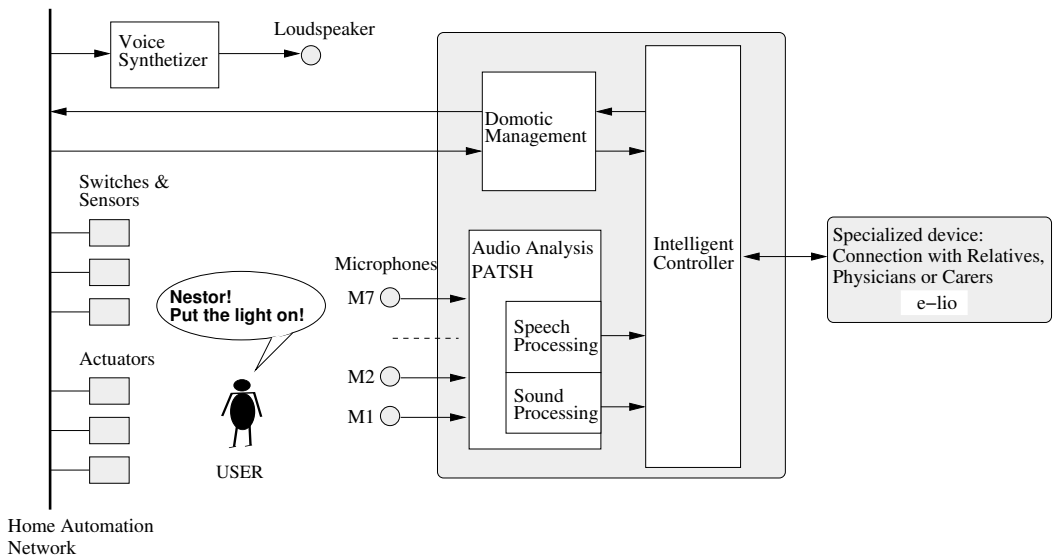 Voice
Synthetizer
Loudspeaker
Domotic
Management
Switches &
Sensors
Audio Analysis
PATSH
Intelligent
Controller
Specialized device:
Connection with Relatives,
Physicians or Carers
e−lio
Microphones
M7
Nestor!
Put the light on!
Speech
Processing
Actuators
M2
Sound
Processing
M1
USER
Home Automation
Network